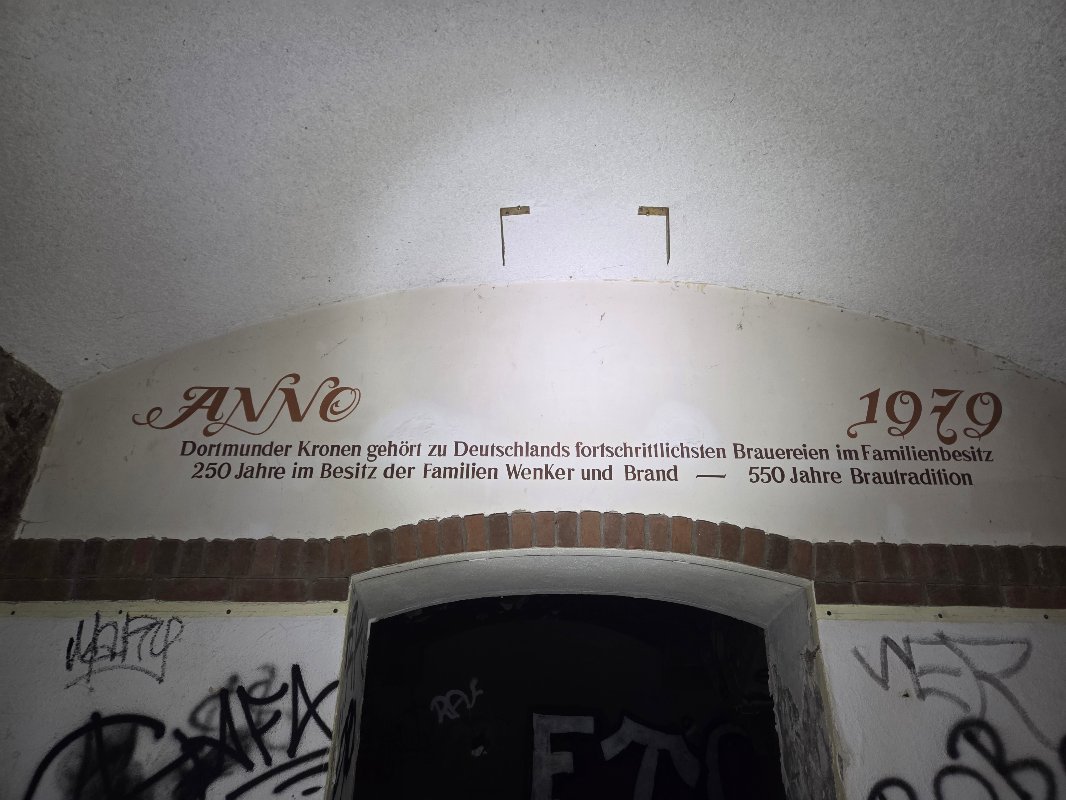 ANNO 1979
Dortmunder Kronen gehört zu Deutschlands fortschrittlichsten Brauereien im Familienbesitz
250 Jahre im Besitz der Familien Wenker und Brand — 550 Jahre Brautradition